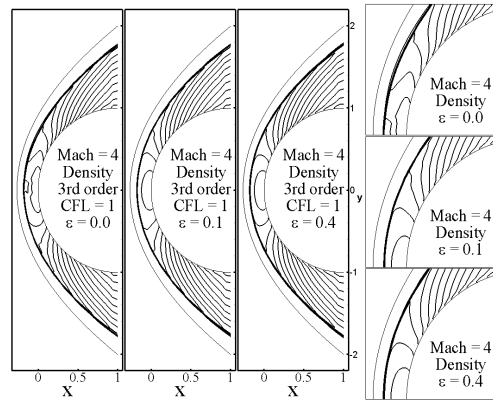 Mach = 4
Density
3rd order
CFL = 1
ε = 0.0
Mach = 4
Density
3rd order
CFL = 1
ε = 0.1
Mach = 4
Density
3rd order
CFL = 1
ε = 0.4
2
1
0
y
-1
-2
0 0.5 1
X
0 0.5 1
X
0 0.5 1
X
Mach = 4
Density
ε = 0.0
Mach = 4
Density
ε = 0.1
Mach = 4
Density
ε = 0.4